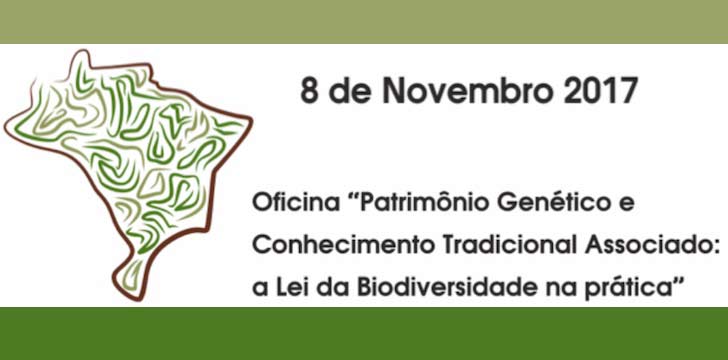 8 de Novembro 2017
Oficina “Patrimônio Genético e
Conhecimento Tradicional Associado:
a Lei da Biodiversidade na prática”